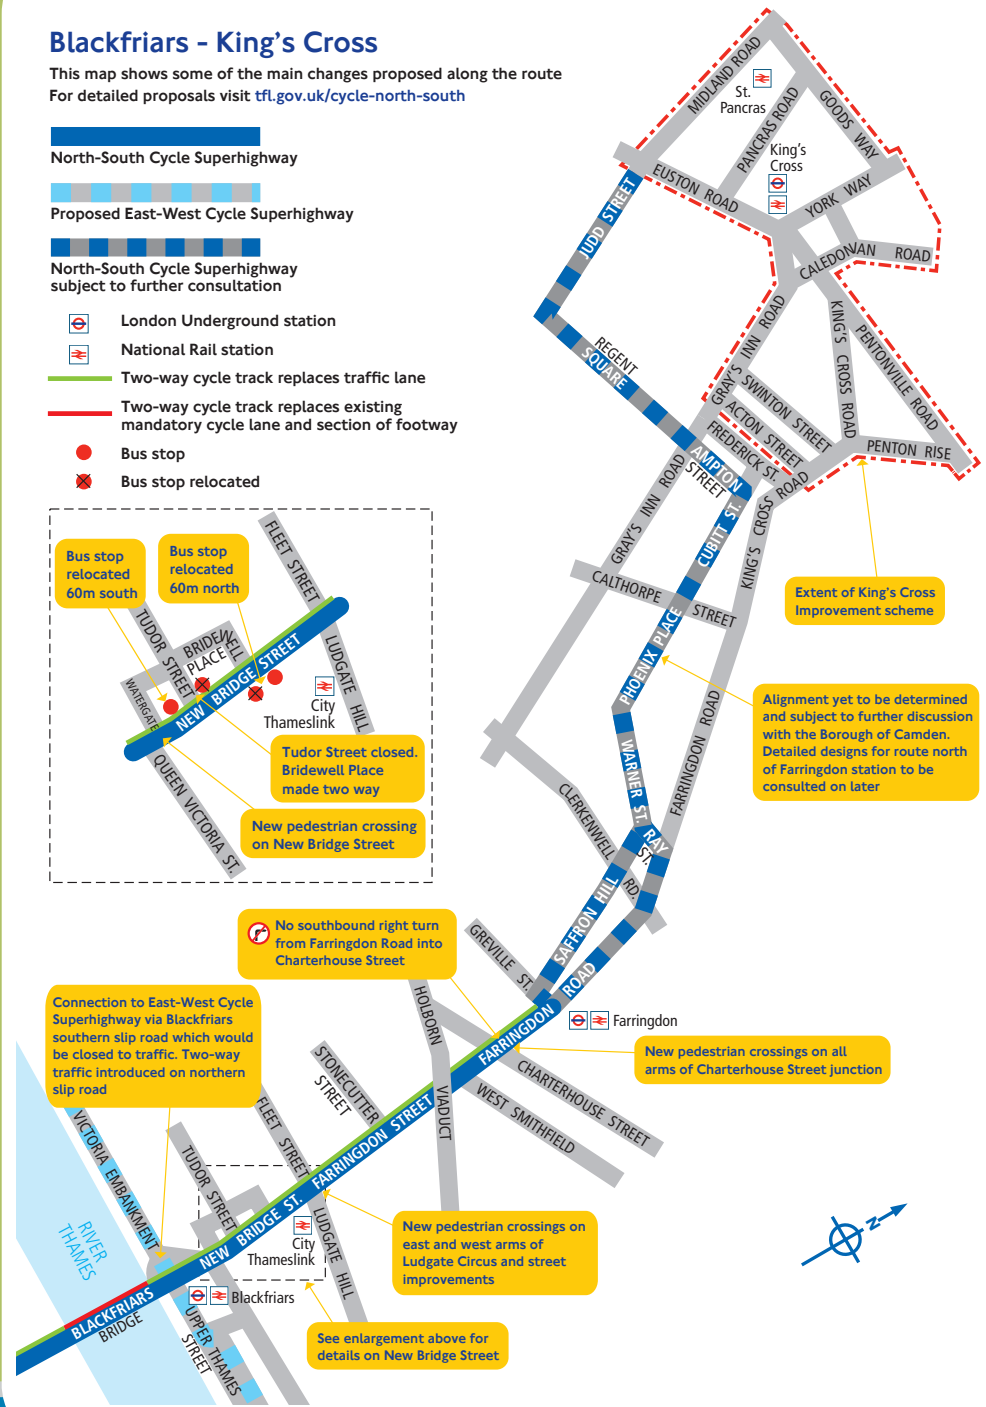 Blackfriars - King's Cross
This map shows some of the main changes proposed along the route
For detailed proposals visit tfl.gov.uk/cycle-north-south
North-South Cycle Superhighway
Proposed East-West Cycle Superhighway
North-South Cycle Superhighway
subject to further consultation
London Underground station
National Rail station
Two-way cycle track replaces traffic lane
Two-way cycle track replaces existing
mandatory cycle lane and section of footway
Bus stop
Bus stop relocated
MIDLAND ROAD
St.
Pancras
PANCRAS ROAD
GOODS WAY
King's
Cross
EUSTON ROAD
YORK WAY
JUDD STREET
CALEDONIAN ROAD
REGENT
SQUARE
GRAY'S INN ROAD
KING'S CROSS ROAD
PENTONVILLE ROAD
SWINTON STREET
ACTON STREET
FREDERICK ST.
PENTON RISE
AMPTON
STREET
GRAY'S INN ROAD
CUBITT ST.
KING'S CROSS ROAD
CALTHORPE STREET
Extent of King's Cross
Improvement scheme
PHOENIX PLACE
Alignment yet to be determined
and subject to further discussion
with the Borough of Camden.
Detailed designs for route north
of Farringdon station to be
consulted on later
WARNER ST.
FARRINGDON ROAD
CLERKENWELL RD.
RAY
ST.
SAFFRON HILL
Bus stop
relocated
60m south
Bus stop
relocated
60m north
FLEET STREET
TUDOR STREET
BRIDEWELL
PLACE
WATERGATE
NEW BRIDGE STREET
LUDGATE HILL
City
Thameslink
Tudor Street closed.
Bridewell Place
made two way
QUEEN VICTORIA ST.
New pedestrian crossing
on New Bridge Street
No southbound right turn
from Farringdon Road into
Charterhouse Street
GREVILLE ST.
FARRINGDON ROAD
Farringdon
HOLBORN VIADUCT
New pedestrian crossings on all
arms of Charterhouse Street junction
CHARTERHOUSE STREET
WEST SMITHFIELD
STONECUTTER
STREET
Connection to East-West Cycle
Superhighway via Blackfriars
southern slip road which would
be closed to traffic. Two-way
traffic introduced on northern
slip road
FLEET STREET
FARRINGDON STREET
VICTORIA EMBANKMENT
TUDOR STREET
NEW BRIDGE ST.
LUDGATE HILL
City
Thameslink
New pedestrian crossings on
east and west arms of
Ludgate Circus and street
improvements
N
RIVER
THAMES
Blackfriars
BLACKFRIARS
BRIDGE
UPPER THAMES
STREET
See enlargement above for
details on New Bridge Street